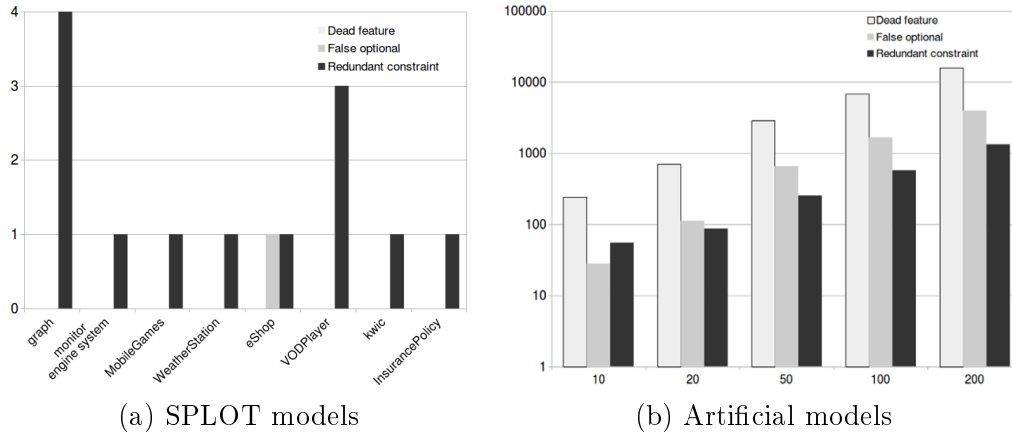 4
3
2
1
0
Dead feature
False optional
Redundant constraint
graph
monitor
engine system
MobileGames
WeatherStation
eShop
VODPlayer
kwic
InsurancePolicy
(a) SPLOT models
100000
10000
1000
100
10
1
Dead feature
False optional
Redundant constraint
10
20
50
100
200
(b) Artificial models